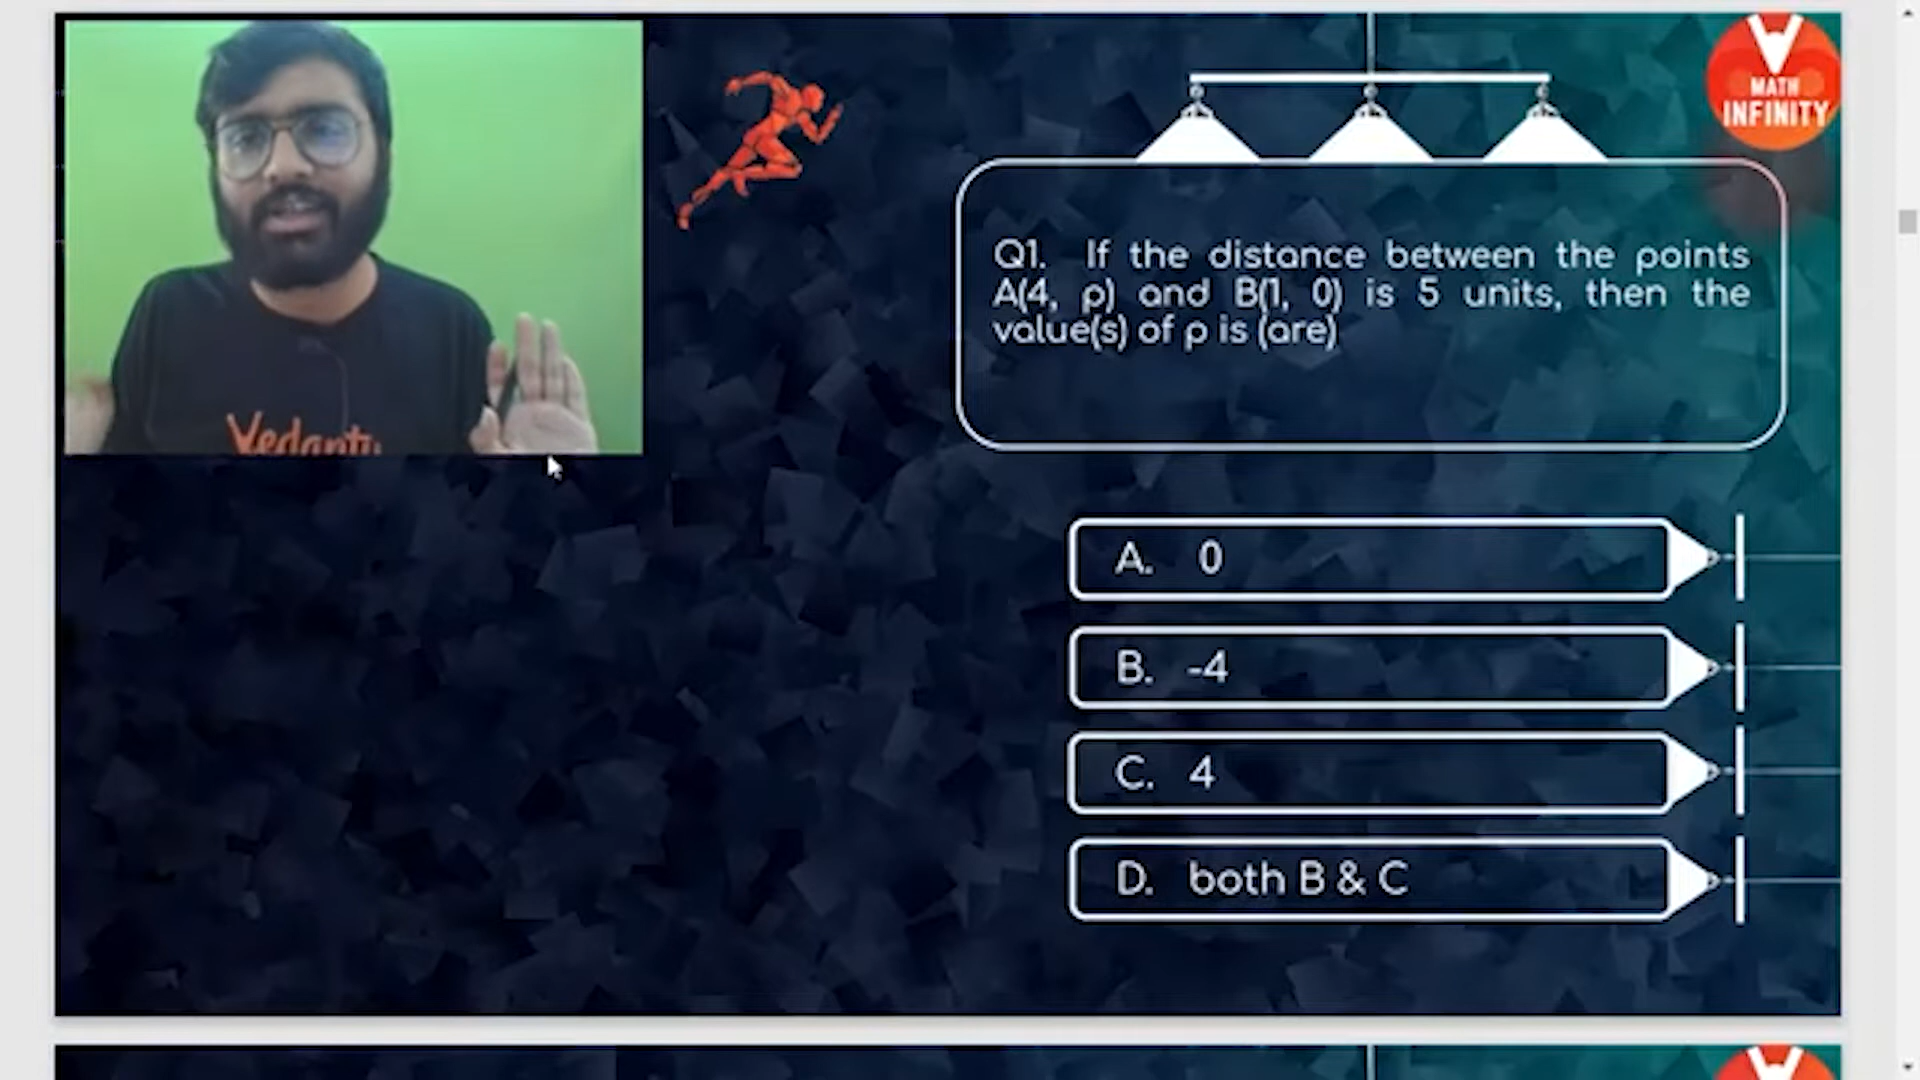 MATH
INFINITY
Q1. If the distance between the points
A(4, p) and B(1, 0) is 5 units, then the
value(s) of p is (are)
Vedantu
A. 0
B. -4
C. 4
D. both B & C